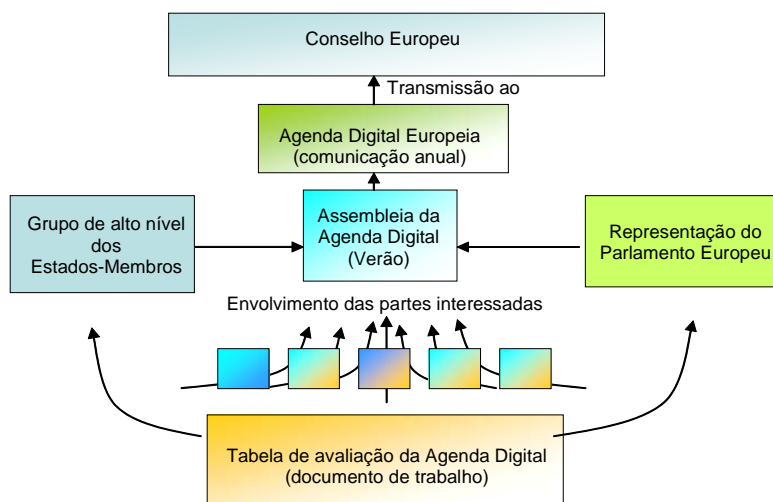 Conselho Europeu
Transmissão ao
Agenda Digital Europeia
(comunicação anual)
Grupo de alto nível
dos
Estados-Membros
Assembleia da
Agenda Digital
(Verão)
Representação do
Parlamento Europeu
Envolvimento das partes interessadas
Tabela de avaliação da Agenda Digital
(documento de trabalho)